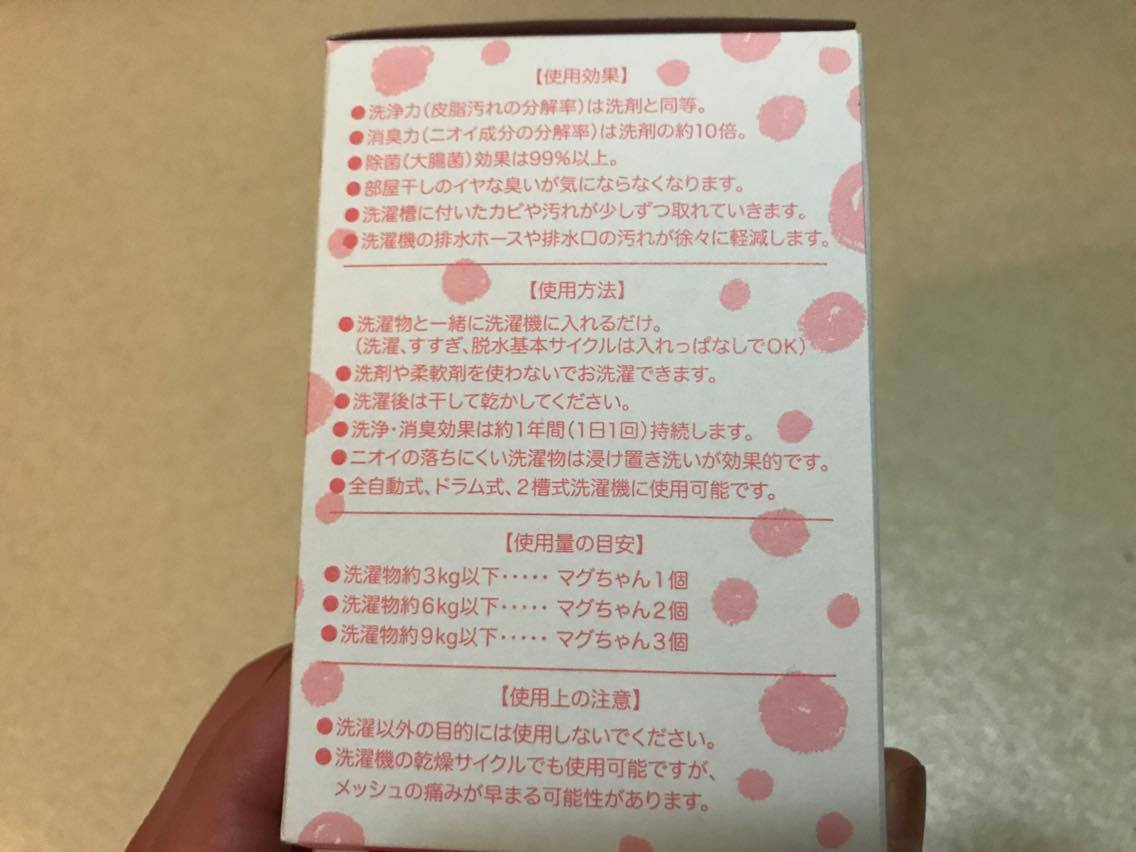 【使用効果】
●洗浄力(皮脂汚れの分解率)は洗剤と同等。
●消臭力(ニオイ成分の分解率)は洗剤の約10倍。
●除菌(大腸菌)効果は99%以上。
●部屋干しのイヤな臭いが気にならなくなります。
●洗濯槽に付いたカビや汚れが少しずつ取れていきます。
●洗濯機の排水ホースや排水口の汚れが徐々に軽減します。
【使用方法】
●洗濯物と一緒に洗濯機に入れるだけ。
(洗濯、すすぎ、脱水基本サイクルは入れっぱなしでOK)
●洗剤や柔軟剤を使わないでお洗濯できます。
●洗濯後は干して乾かしてください。
●洗浄・消臭効果は約1年間(1日1回)持続します。
●ニオイの落ちにくい洗濯物は浸け置き洗いが効果的です。
●全自動式、ドラム式、2槽式洗濯機に使用可能です。
【使用量の目安】
●洗濯物約3kg以下‥‥‥ マグちゃん1個
●洗濯物約6kg以下‥‥‥ マグちゃん2個
●洗濯物約9kg以下‥‥‥ マグちゃん3個
【使用上の注意】
●洗濯以外の目的には使用しないでください。
●洗濯機の乾燥サイクルでも使用可能ですが、
メッシュの痛みが早まる可能性があります。